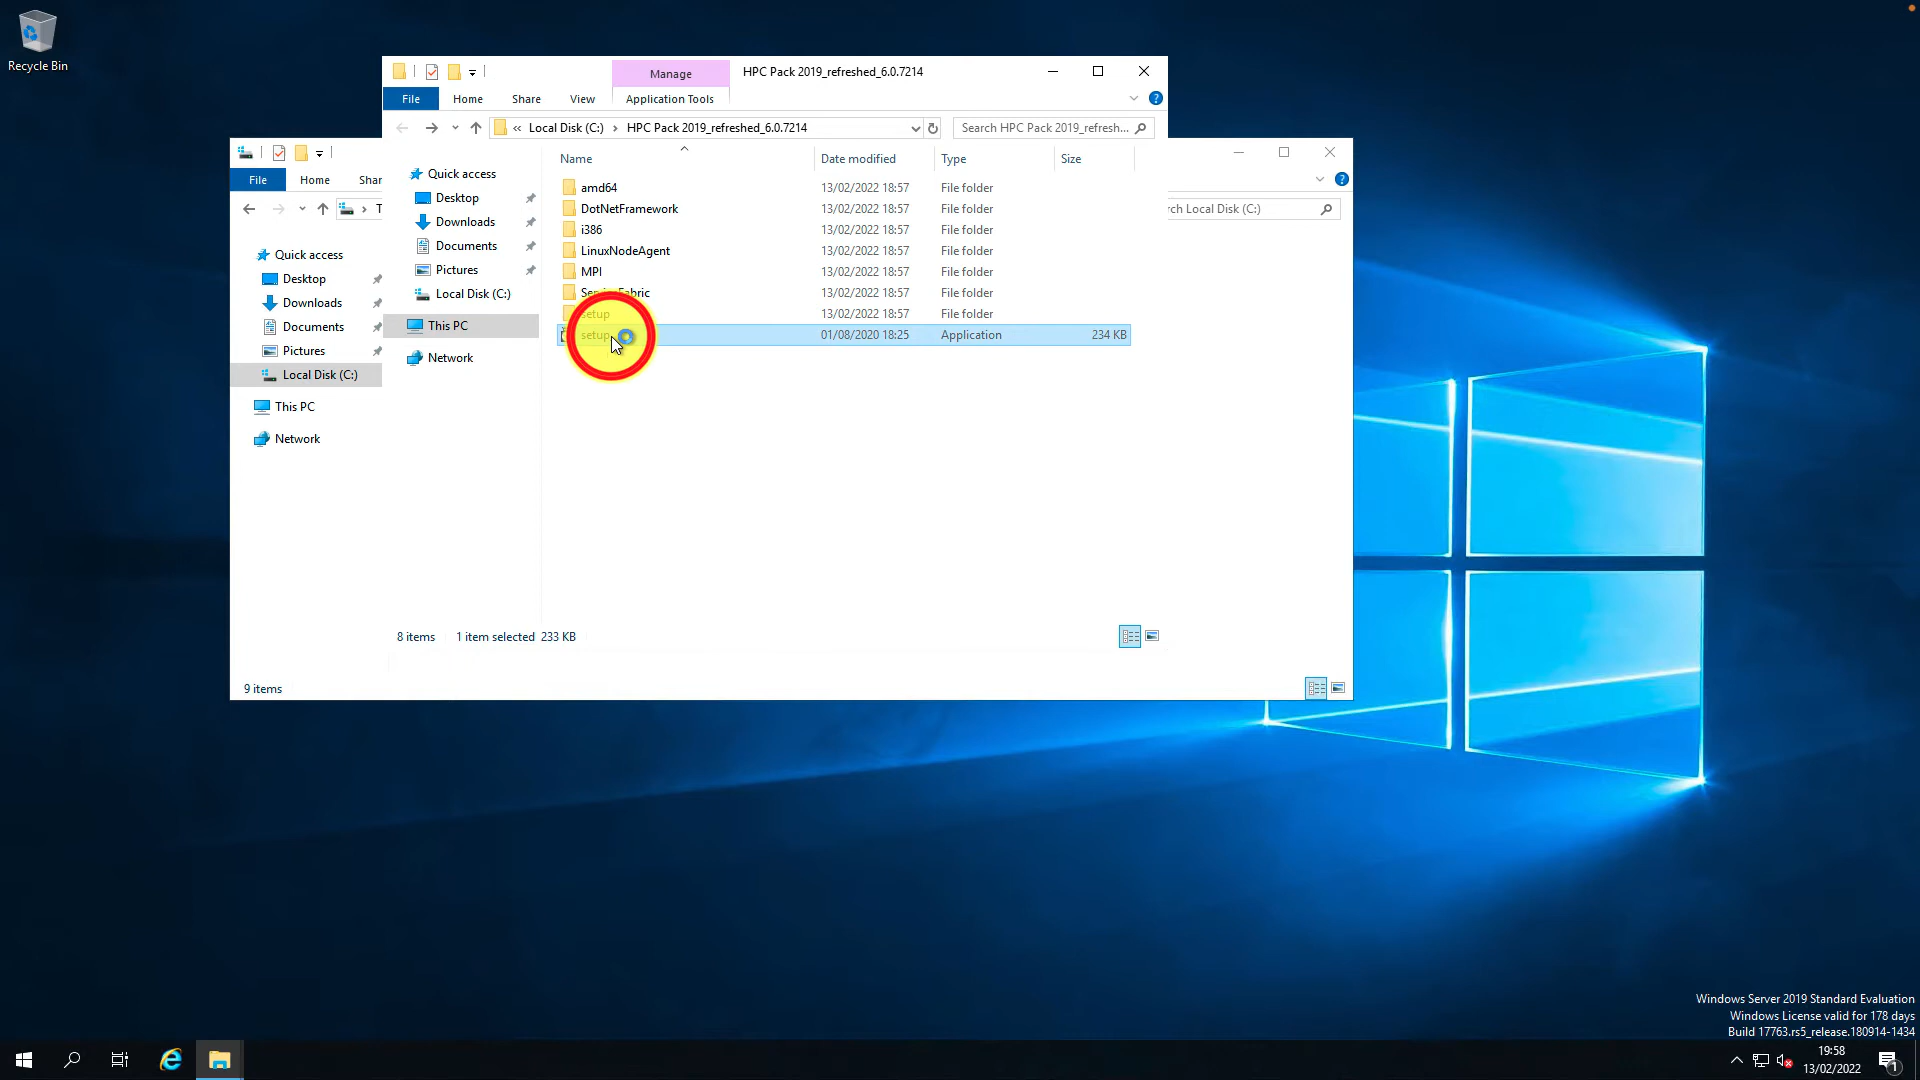 Recycle Bin
Manage
HPC Pack 2019_refreshed_6.0.7214
File
Home
Share
View
Application Tools
« Local Disk (C:) › HPC Pack 2019_refreshed_6.0.7214
Search HPC Pack 2019_refresh...
Name
Date modified
Type
Size
Quick access
Desktop
Downloads
Documents
Pictures
Local Disk (C:)
This PC
Network
amd64 13/02/2022 18:57 File folder
DotNetFramework 13/02/2022 18:57 File folder
i386 13/02/2022 18:57 File folder
LinuxNodeAgent 13/02/2022 18:57 File folder
MPI 13/02/2022 18:57 File folder
ServiceFabric 13/02/2022 18:57 File folder
setup 13/02/2022 18:57 File folder
setup 01/08/2020 18:25 Application 234 KB
8 items 1 item selected 233 KB
File
Home
Shar
T
rch Local Disk (C:)
Quick access
Desktop
Downloads
Documents
Pictures
Local Disk (C:)
This PC
Network
9 items
Windows Server 2019 Standard Evaluation
Windows License valid for 178 days
Build 17763.rs5_release.180914-1434
19:58
13/02/2022
1